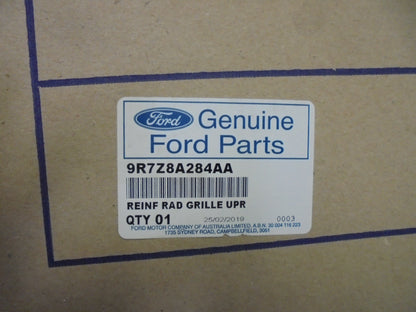 Ford Genuine
Ford Parts
9R7Z8A284AA
REINF RAD GRILLE UPR
QTY 01 25/02/2019 0003
FORD MOTOR COMPANY OF AUSTRALIA LIMITED. A.B.N. 30 004 116 223
1735 SYDNEY ROAD, CAMPBELLFIELD, 3061